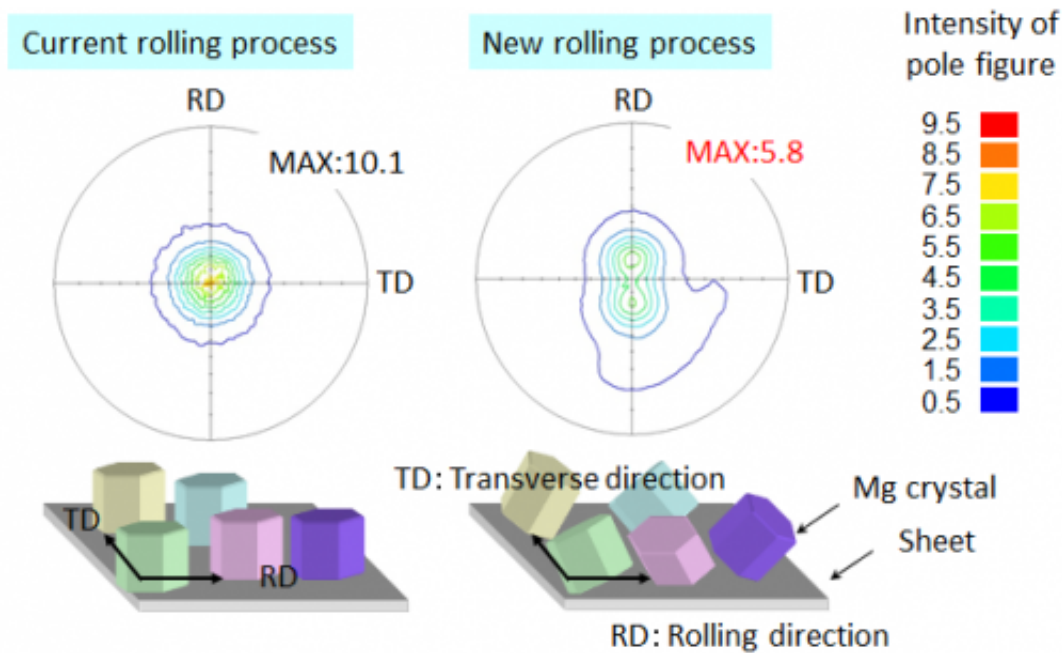 Current rolling process
New rolling process
Intensity of
pole figure
RD
RD
MAX:10.1
MAX:5.8
TD
TD
9.5
8.5
7.5
6.5
5.5
4.5
3.5
2.5
1.5
0.5
TD: Transverse direction
Mg crystal
Sheet
TD
RD
RD: Rolling direction